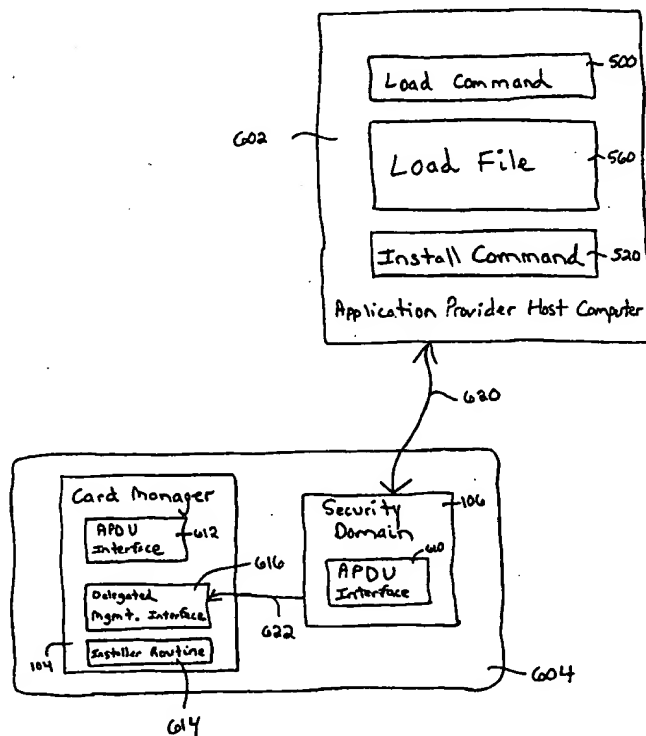 Load Command
500
602
Load File
560
Install Command
520
Application Provider Host Computer
620
Card Manager
APDU
Interface
612
Delegated
Mgmt. Interface
616
Installer Routine
104
614
622
Security
Domain
106
APDU
Interface
610
604